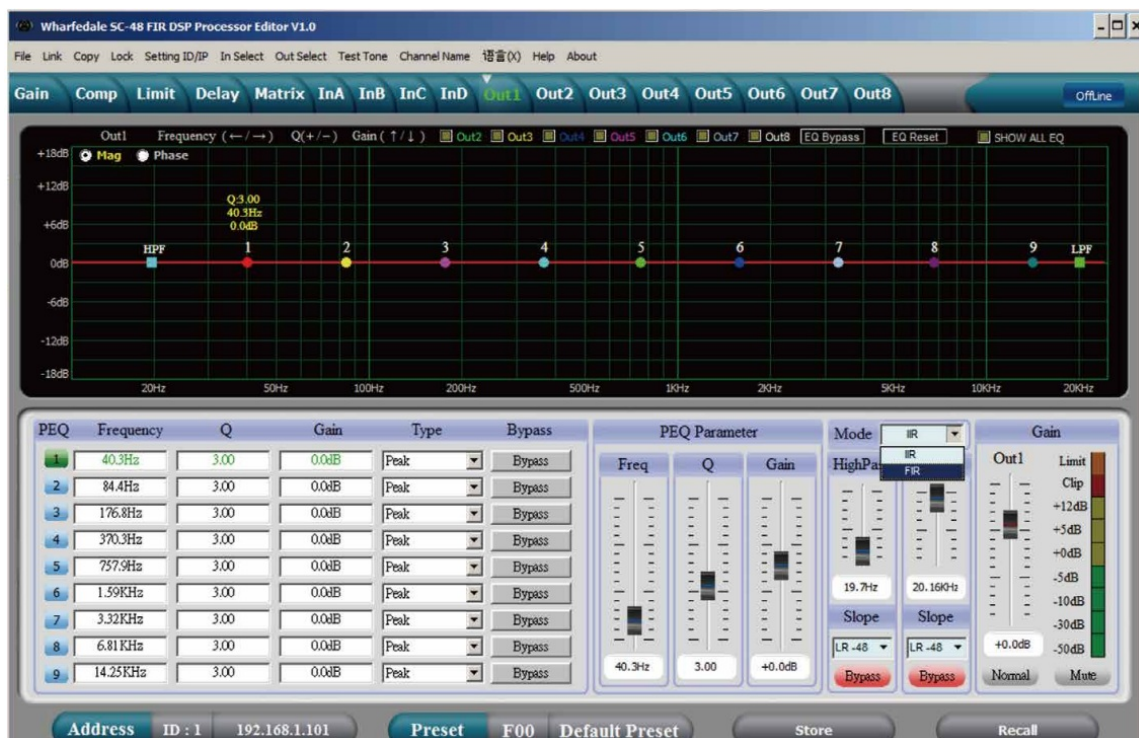 Wharfedale SC-48 FIR DSP Processor Editor V1.0
File Link Copy Lock Setting ID/IP In Select Out Select Test Tone Channel Name 语言(X) Help About
Gain Comp Limit Delay Matrix InA InB InC InD Out1 Out2 Out3 Out4 Out5 Out6 Out7 Out8 OffLine
Out1 Frequency (←/→) Q(+/-) Gain (↑/↓) Out2 Out3 Out4 Out5 Out6 Out7 Out8 EQ Bypass EQ Reset SHOW ALL EQ
+18dB Mag Phase
+12dB
Q:3.00
40.3Hz
+6dB 0.0dB
HPF 1 2 3 4 5 6 7 8 9 LPF
0dB
-6dB
-12dB
-18dB
20Hz 50Hz 100Hz 200Hz 500Hz 1KHz 2KHz 5KHz 10KHz 20KHz
PEQ Frequency Q Gain Type Bypass
1 40.3Hz 3.00 0.0dB Peak Bypass
2 84.4Hz 3.00 0.0dB Peak Bypass
3 176.8Hz 3.00 0.0dB Peak Bypass
4 370.3Hz 3.00 0.0dB Peak Bypass
5 757.9Hz 3.00 0.0dB Peak Bypass
6 1.59KHz 3.00 0.0dB Peak Bypass
7 3.32KHz 3.00 0.0dB Peak Bypass
8 6.81KHz 3.00 0.0dB Peak Bypass
9 14.25KHz 3.00 0.0dB Peak Bypass
PEQ Parameter
Freq Q Gain
40.3Hz 3.00 +0.0dB
Mode IIR
IIR
FIR
HighPa
19.7Hz 20.16KHz
Slope Slope
LR -48 LR -48
Bypass Bypass
Gain
Out1 Limit
Clip
+12dB
+5dB
+0dB
-5dB
-10dB
-30dB
-50dB
+0.0dB
Normal Mute
Address ID : 1 192.168.1.101 Preset F00 Default Preset Store Recall